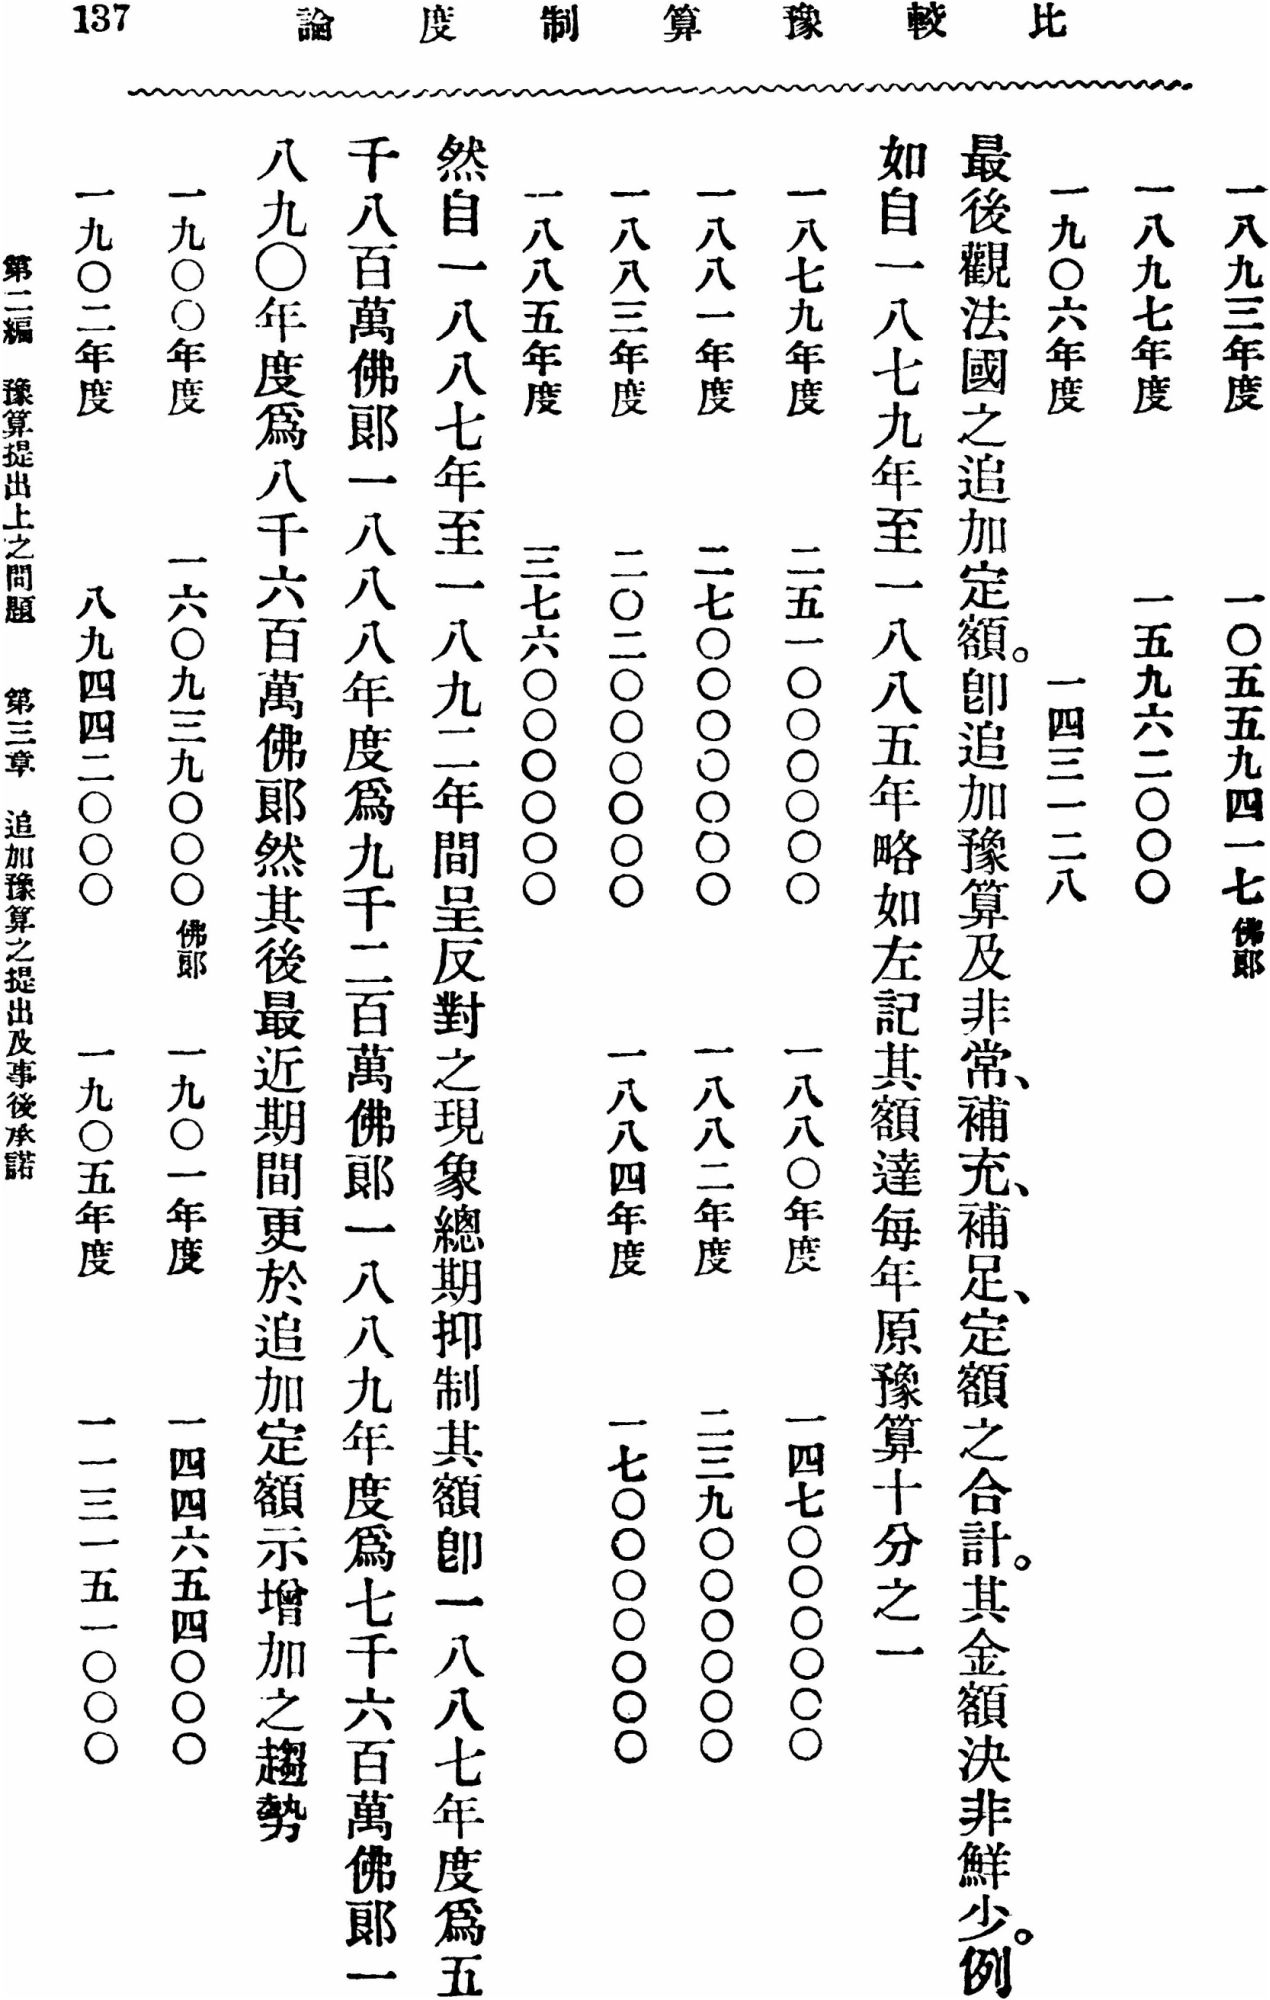 比較豫算制度論
137
一八九三年度　一〇五五九四一七佛郎
一八九七年度　一五九六二〇〇〇
一九〇六年度　一四三一二八
最後觀法國之追加定額。卽追加豫算及非常、補充、補足、定額之合計。其金額決非鮮少。例
如自一八七九年至一八八五年略如左記其額達每年原豫算十分之一
一八七九年度　二五一〇〇〇〇〇〇　一八八〇年度　一四七〇〇〇〇〇〇
一八八一年度　二七〇〇〇〇〇〇〇　一八八二年度　二三九〇〇〇〇〇〇
一八八三年度　二〇二〇〇〇〇〇〇　一八八四年度　一七〇〇〇〇〇〇〇
一八八五年度　三七六〇〇〇〇〇〇
然自一八八七年至一八九二年間呈反對之現象總期抑制其額卽一八八七年度爲五
千八百萬佛郎一八八八年度爲九千二百萬佛郎一八八九年度爲七千六百萬佛郎一
八九〇年度爲八千六百萬佛郎然其後最近期間更於追加定額示增加之趨勢
一九〇〇年度　一六〇九三九〇〇〇佛郎　一九〇一年度　一四四六五四〇〇〇
一九〇二年度　八九四四二〇〇〇　一九〇五年度　一一三一五一〇〇〇
第二編　豫算提出上之問題　第三章　追加豫算之提出及事後承諾